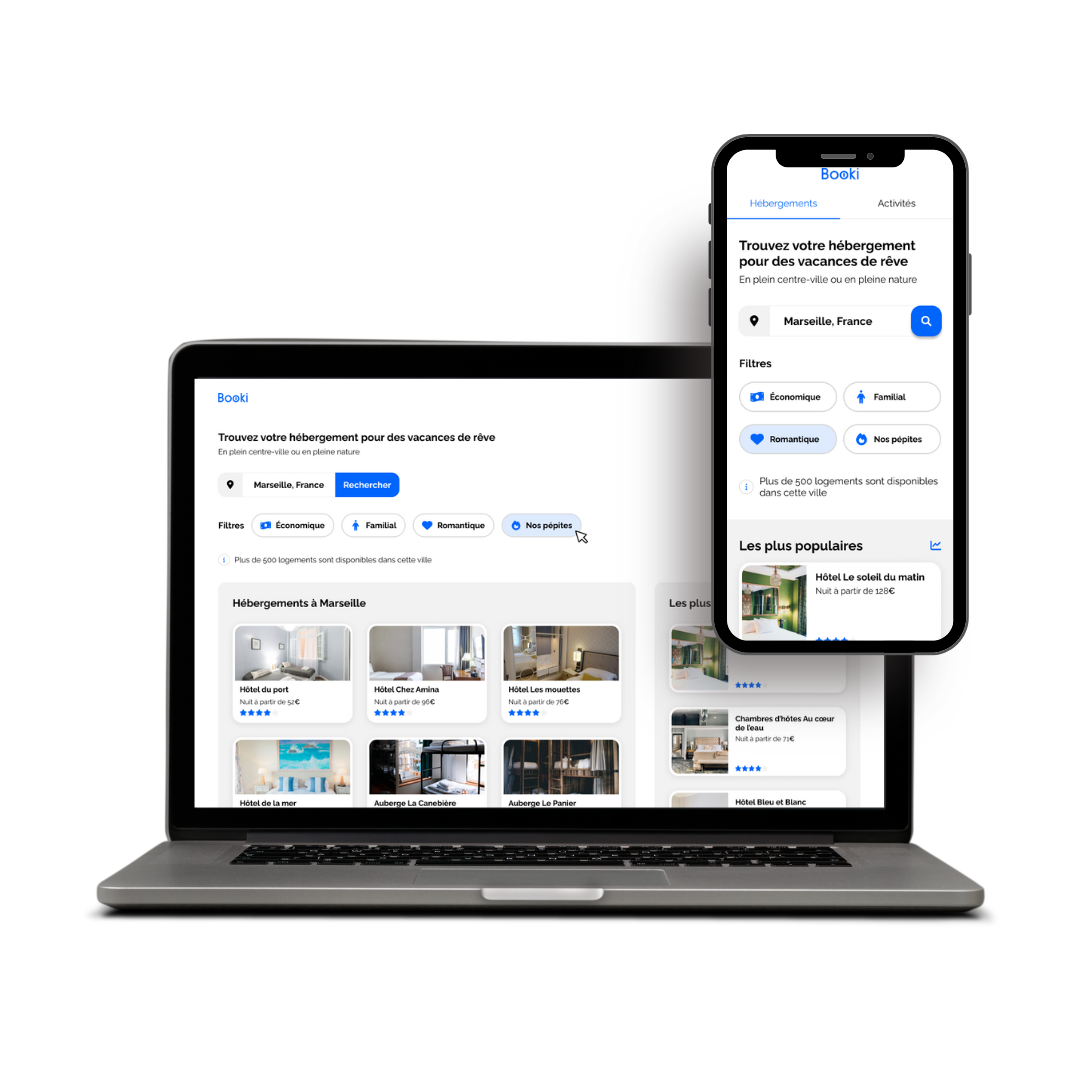 Booki
Hébergements
Activités
Trouvez votre hébergement
pour des vacances de rêve
En plein centre-ville ou en pleine nature
Marseille, France
Filtres
Économique
Familial
Romantique
Nos pépites
Plus de 500 logements sont disponibles
dans cette ville
Les plus populaires
Hôtel Le soleil du matin
Nuit à partir de 128€
Booki
Trouvez votre hébergement pour des vacances de rêve
En plein centre-ville ou en pleine nature
Marseille, France
Rechercher
Filtres
Économique
Familial
Romantique
Nos pépites
Plus de 500 logements sont disponibles dans cette ville
Hébergements à Marseille
Hôtel du port
Nuit à partir de 52€
Hôtel Chez Amina
Nuit à partir de 96€
Hôtel Les mouettes
Nuit à partir de 76€
Hôtel de la mer
Auberge La Canebière
Auberge Le Panier
Les plus
Chambres d'hôtes Au cœur
de l'eau
Nuit à partir de 71€
Hôtel Bleu et Blanc